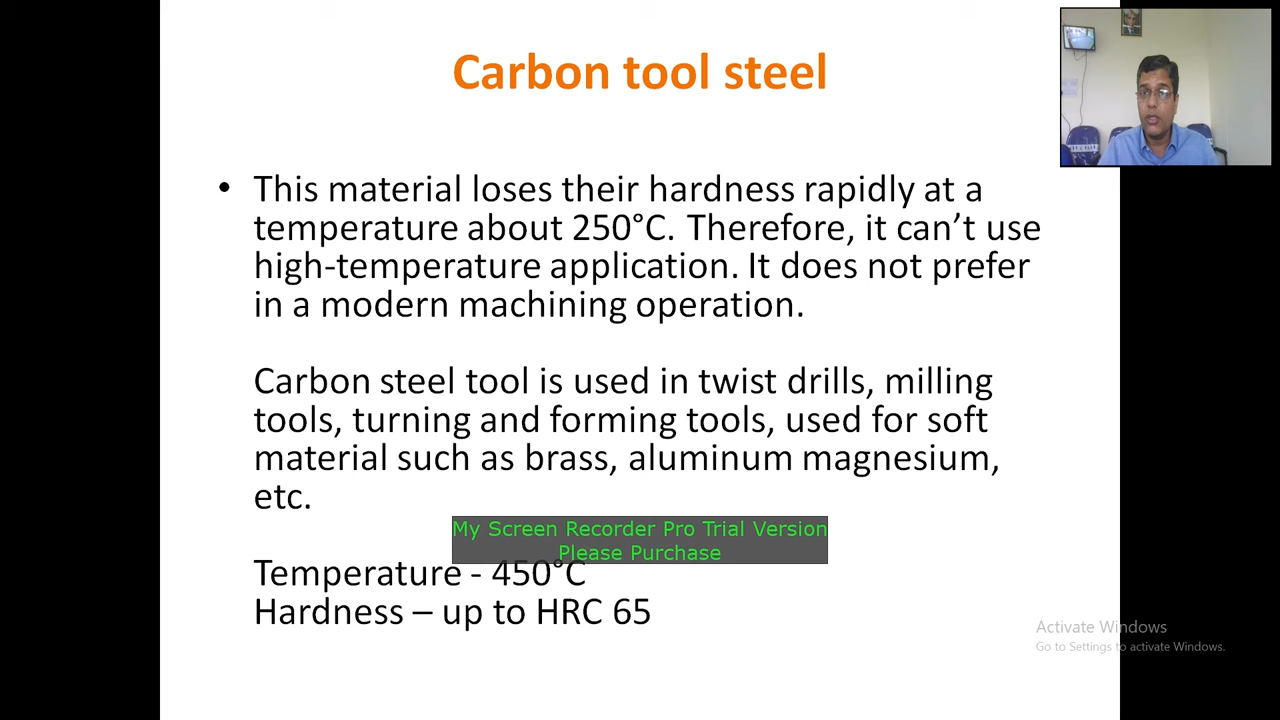 Carbon tool steel
• This material loses their hardness rapidly at a
temperature about 250°C. Therefore, it can’t use
high-temperature application. It does not prefer
in a modern machining operation.
Carbon steel tool is used in twist drills, milling
tools, turning and forming tools, used for soft
material such as brass, aluminum magnesium,
etc.
My Screen Recorder Pro Trial Version
Please Purchase
Temperature - 450°C
Hardness – up to HRC 65
Activate Windows
Go to Settings to activate Windows.